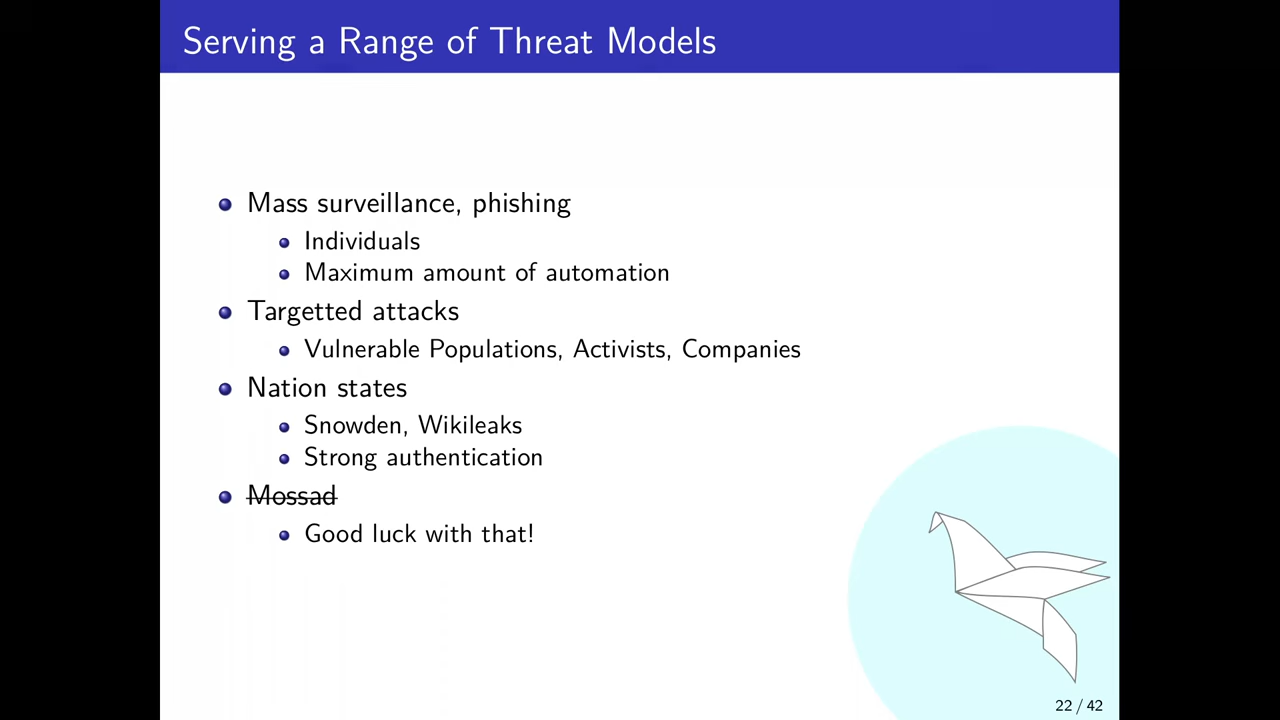 Serving a Range of Threat Models
Mass surveillance, phishing
Individuals
Maximum amount of automation
Targetted attacks
Vulnerable Populations, Activists, Companies
Nation states
Snowden, Wikileaks
Strong authentication
Mossad
Good luck with that!
22 / 42